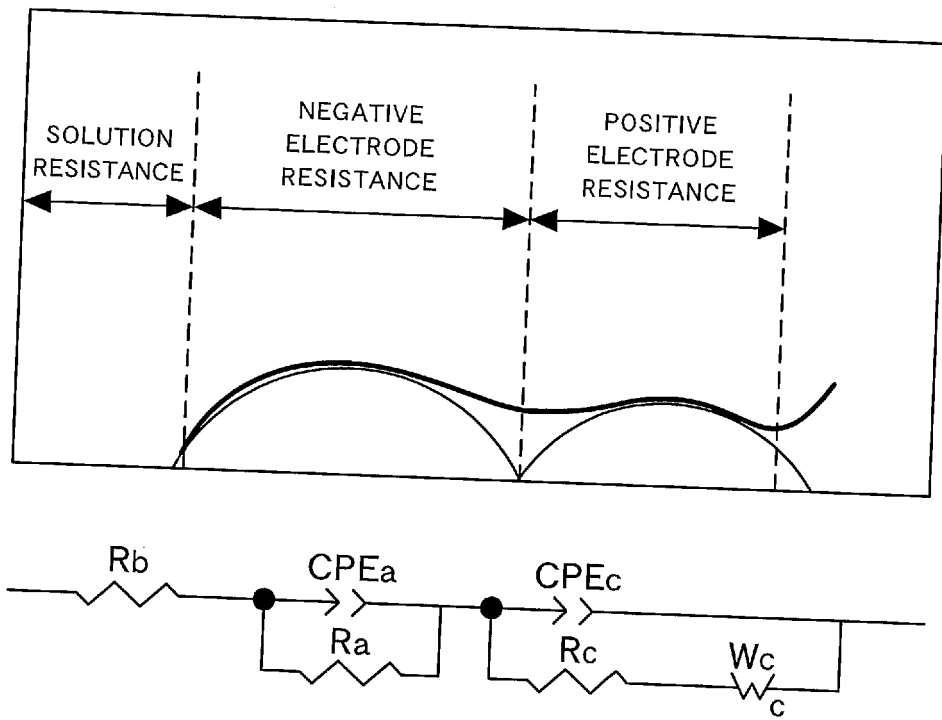 SOLUTION
RESISTANCE
NEGATIVE
ELECTRODE
RESISTANCE
POSITIVE
ELECTRODE
RESISTANCE
Rb
CPEa
Ra
CPEc
Rc
Wc
c